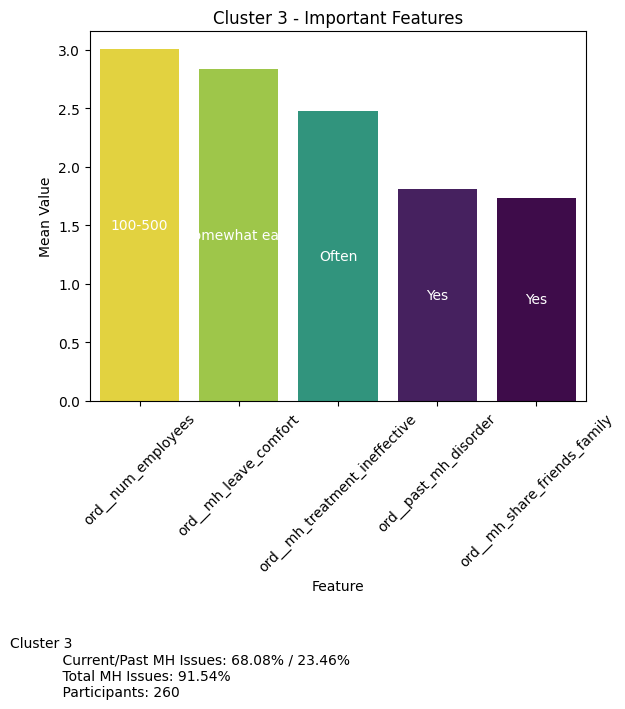 Cluster 3 - Important Features
3.0
2.5
2.0
1.5
1.0
0.5
0.0
Mean Value
100-500
omewhat ea
Often
Yes
Yes
ord__num_employees
ord__mh_leave_comfort
ord__mh_treatment_ineffective
ord__past_mh_disorder
ord__mh_share_friends_family
Feature
Cluster 3
Current/Past MH Issues: 68.08% / 23.46%
Total MH Issues: 91.54%
Participants: 260